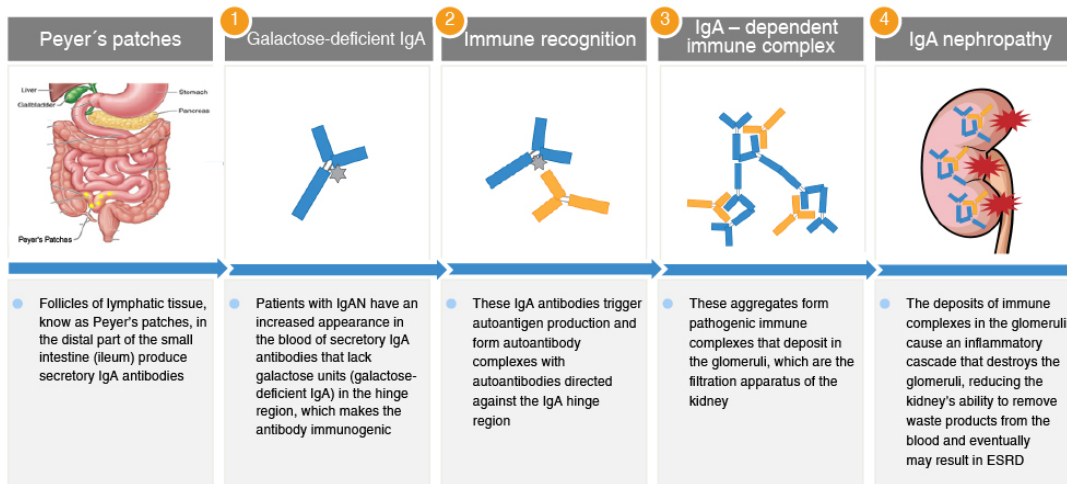 Peyer´s patches
Liver
Gallbladder
Stomach
Pancreas
Peyer's Patches
Follicles of lymphatic tissue,
know as Peyer's patches, in
the distal part of the small
intestine (ileum) produce
secretory IgA antibodies
1
Galactose-deficient IgA
Patients with IgAN have an
increased appearance in
the blood of secretory IgA
antibodies that lack
galactose units (galactose-
deficient IgA) in the hinge
region, which makes the
antibody immunogenic
2
Immune recognition
These IgA antibodies trigger
autoantigen production and
form autoantibody
complexes with
autoantibodies directed
against the IgA hinge
region
3
IgA – dependent
immune complex
These aggregates form
pathogenic immune
complexes that deposit in
the glomeruli, which are the
filtration apparatus of the
kidney
4
IgA nephropathy
The deposits of immune
complexes in the glomeruli
cause an inflammatory
cascade that destroys the
glomeruli, reducing the
kidney's ability to remove
waste products from the
blood and eventually
may result in ESRD